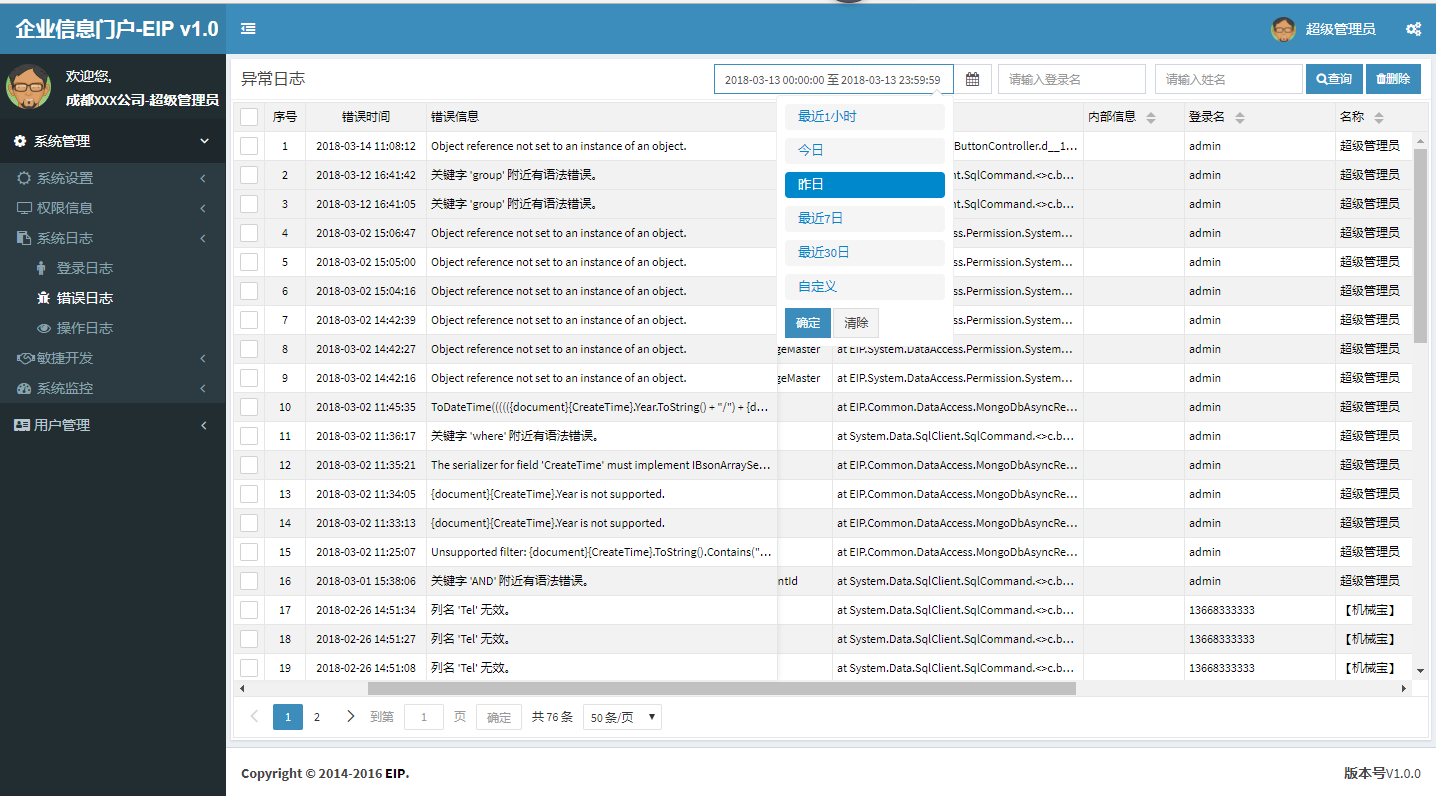 企业信息门户-EIP v1.0
超级管理员
欢迎您,
成都XXX公司-超级管理员
系统管理
系统设置
权限信息
系统日志
登录日志
错误日志
操作日志
敏捷开发
系统监控
用户管理
异常日志
2018-03-13 00:00:00 至 2018-03-13 23:59:59
请输入登录名
请输入姓名
查询
删除
最近1小时
今日
昨日
最近7日
最近30日
自定义
确定 清除
序号 错误时间 错误信息 内部信息 登录名 名称
1 2018-03-14 11:08:12 Object reference not set to an instance of an object. ButtonController.d__1... admin 超级管理员
2 2018-03-12 16:41:42 关键字 'group' 附近有语法错误。 nt.SqlCommand.<>c.b... admin 超级管理员
3 2018-03-12 16:41:05 关键字 'group' 附近有语法错误。 nt.SqlCommand.<>c.b... admin 超级管理员
4 2018-03-02 15:06:47 Object reference not set to an instance of an object. ss.Permission.System... admin 超级管理员
5 2018-03-02 15:05:00 Object reference not set to an instance of an object. ss.Permission.System... admin 超级管理员
6 2018-03-02 15:04:16 Object reference not set to an instance of an object. ss.Permission.System... admin 超级管理员
7 2018-03-02 14:42:39 Object reference not set to an instance of an object. ss.Permission.System... admin 超级管理员
8 2018-03-02 14:42:27 Object reference not set to an instance of an object. geMaster at EIP.System.DataAccess.Permission.System... admin 超级管理员
9 2018-03-02 14:42:16 Object reference not set to an instance of an object. geMaster at EIP.System.DataAccess.Permission.System... admin 超级管理员
10 2018-03-02 11:45:35 ToDateTime((((({document}{CreateTime}.Year.ToString() + "/") + {d... at EIP.Common.DataAccess.MongoDbAsyncRe... admin 超级管理员
11 2018-03-02 11:36:17 关键字 'where' 附近有语法错误。 at System.Data.SqlClient.SqlCommand.<>c.b... admin 超级管理员
12 2018-03-02 11:35:21 The serializer for field 'CreateTime' must implement IBsonArraySe... at EIP.Common.DataAccess.MongoDbAsyncRe... admin 超级管理员
13 2018-03-02 11:34:05 {document}{CreateTime}.Year is not supported. at EIP.Common.DataAccess.MongoDbAsyncRe... admin 超级管理员
14 2018-03-02 11:33:13 {document}{CreateTime}.Year is not supported. at EIP.Common.DataAccess.MongoDbAsyncRe... admin 超级管理员
15 2018-03-02 11:25:07 Unsupported filter: {document}{CreateTime}.ToString().Contains("... at EIP.Common.DataAccess.MongoDbAsyncRe... admin 超级管理员
16 2018-03-01 15:38:06 关键字 'AND' 附近有语法错误。 ntId at System.Data.SqlClient.SqlCommand.<>c.b... admin 超级管理员
17 2018-02-26 14:51:34 列名 'Tel' 无效。 at System.Data.SqlClient.SqlCommand.<>c.b... 13668333333 【机械宝】
18 2018-02-26 14:51:27 列名 'Tel' 无效。 at System.Data.SqlClient.SqlCommand.<>c.b... 13668333333 【机械宝】
19 2018-02-26 14:51:08 列名 'Tel' 无效。 at System.Data.SqlClient.SqlCommand.<>c.b... 13668333333 【机械宝】
1 2 到第 1 页 确定 共 76 条 50 条/页
Copyright © 2014-2016 EIP.
版本号V1.0.0